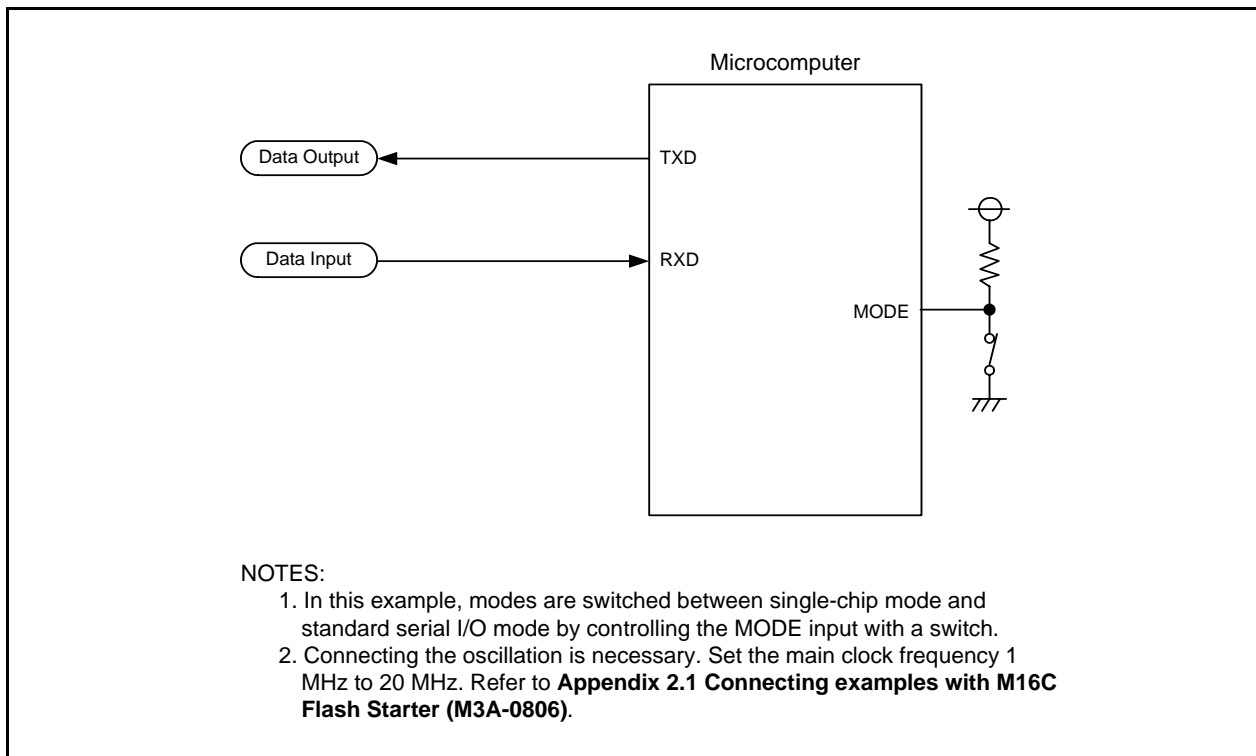 Microcomputer
Data Output
TXD
Data Input
RXD
MODE
NOTES:
1. In this example, modes are switched between single-chip mode and
standard serial I/O mode by controlling the MODE input with a switch.
2. Connecting the oscillation is necessary. Set the main clock frequency 1
MHz to 20 MHz. Refer to Appendix 2.1 Connecting examples with M16C
Flash Starter (M3A-0806).